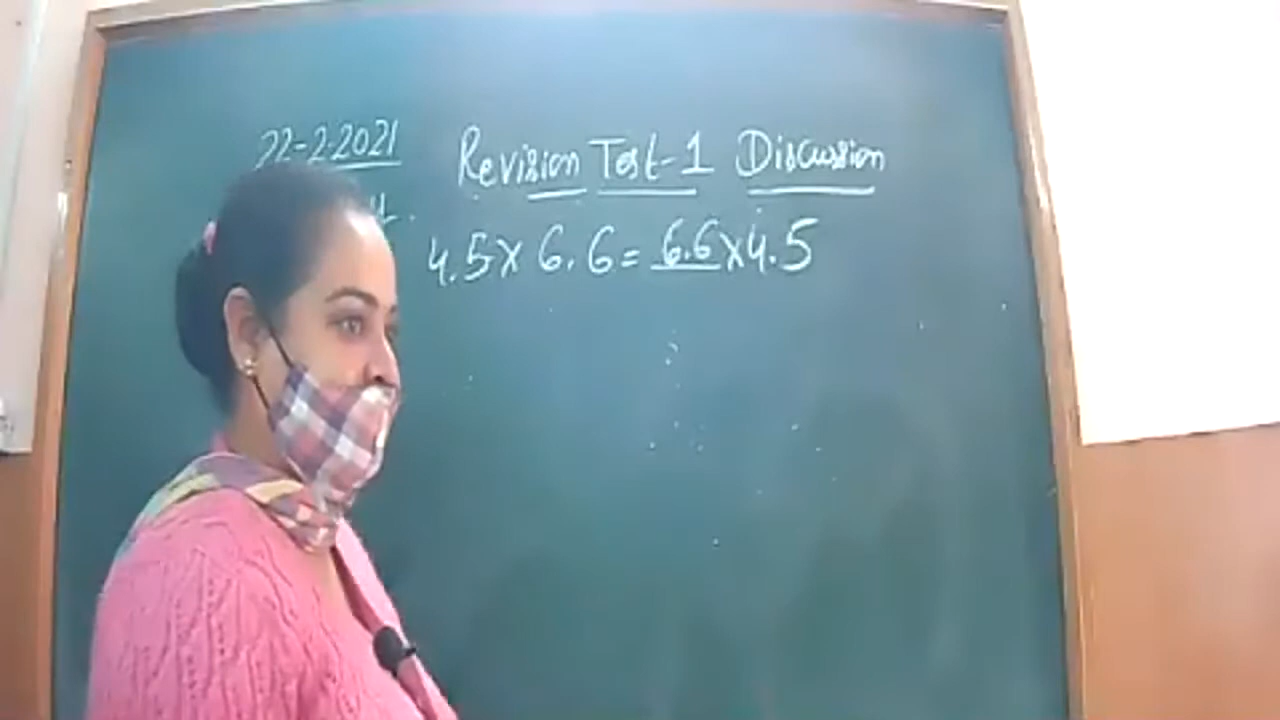 22-2-2021 Revision Test-1 Discussion
4.5 x 6.6 = 6.6 x 4.5